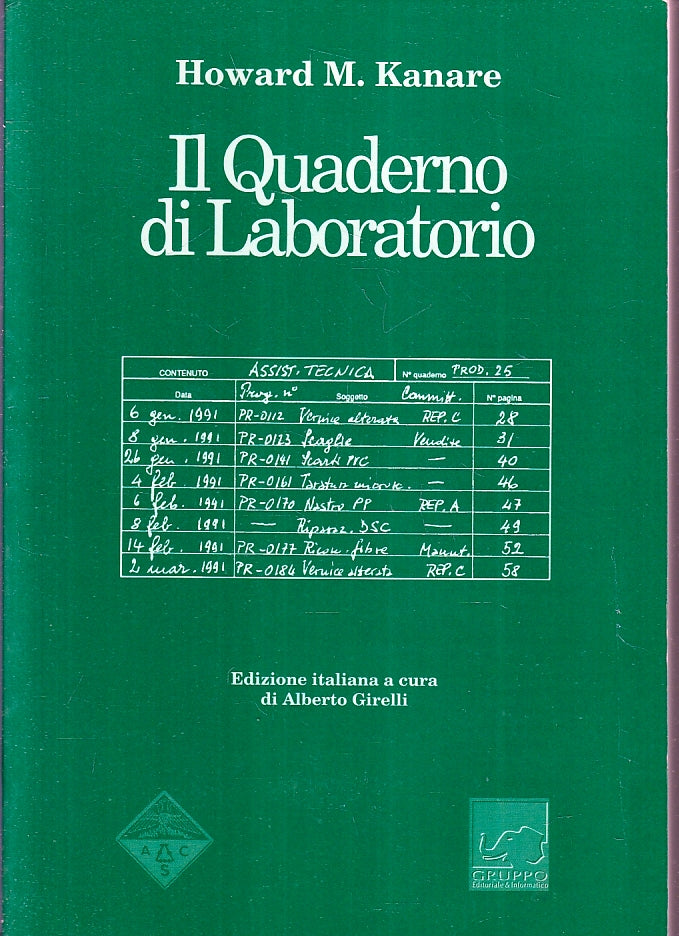 Howard M. Kanare
Il Quaderno
di Laboratorio
CONTENUTO ASSIST. TECNICA N° quaderno PROD. 25
Data Prog. n° Soggetto Committ. N° pagina
6 gen. 1991 PR-0112 Vernice alterata REP. C 28
8 gen. 1991 PR-0123 Scaglie Vendite 31
26 gen. 1991 PR-0141 Scarti PVC — 40
4 feb. 1991 PR-0161 Taratura — 46
6 feb. 1991 PR-0170 Nastro PP REP. A 47
8 feb. 1991 — Riparaz. DSC — 49
14 feb. 1991 PR-0177 Ricon. fibre Manut. 52
2 mar. 1991 PR-0184 Vernice alterata REP. C 58
Edizione italiana a cura
di Alberto Girelli
A C
S
GRUPPO
Editoriale & Informatico